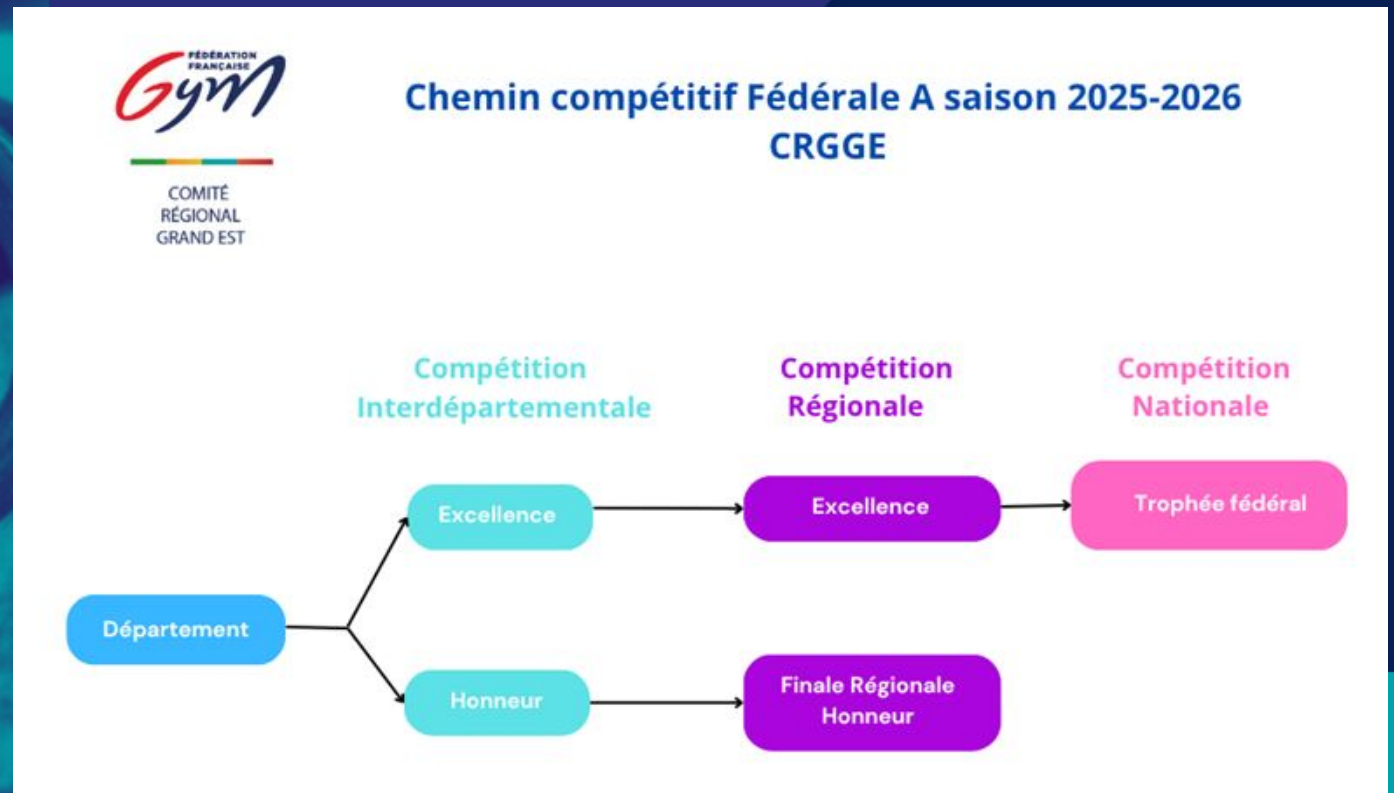 FÉDÉRATION
FRANÇAISE
Gym
COMITÉ
RÉGIONAL
GRAND EST
Chemin compétitif Fédérale A saison 2025-2026
CRGGE
Compétition
Interdépartementale
Compétition
Régionale
Compétition
Nationale
Excellence
Excellence
Trophée fédéral
Département
Honneur
Finale Régionale
Honneur